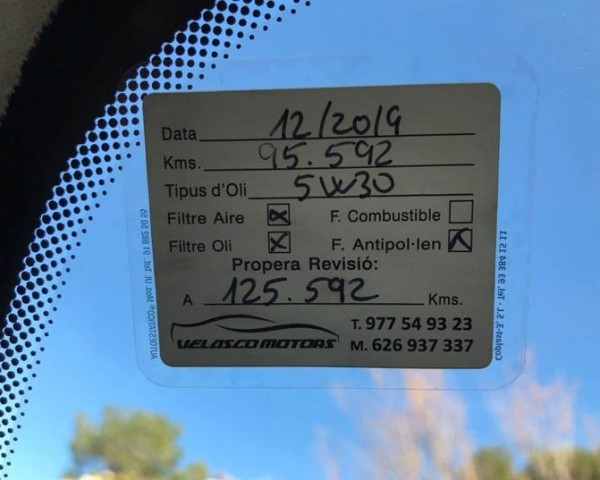 Data 12/2019
Kms. 95.592
Tipus d'Oli 5W30
Filtre Aire F. Combustible
Filtre Oli F. Antipol·len
Propera Revisió:
A 125.592 Kms.
VELASCO MOTORS
T. 977 54 93 23
M. 626 937 337